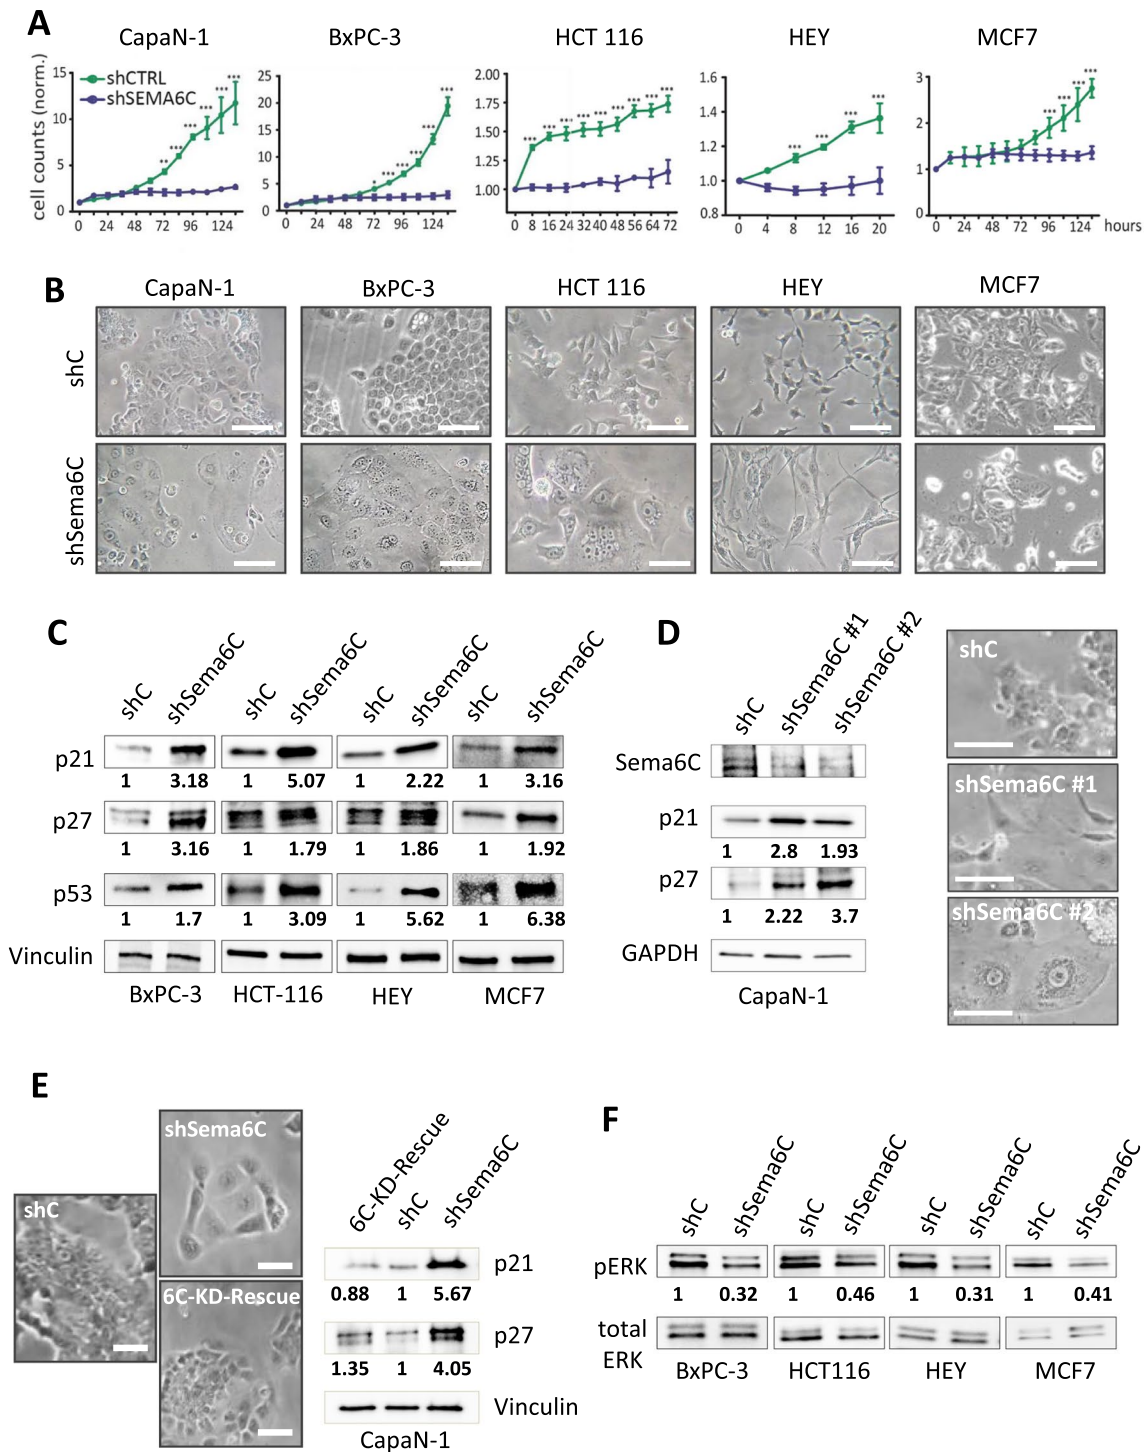 A
CapaN-1 BxPC-3 HCT 116 HEY MCF7
cell counts (norm.)
shCTRL
shSEMA6C
15 10 5 0
0 24 48 72 96 124
25 20 15 10 5 0
0 24 48 72 96 124
2.00 1.75 1.50 1.25 1.00
0 8 16 24 32 40 48 56 64 72
1.6 1.4 1.2 1.0 0.8
0 4 8 12 16 20
3 2 1 0
0 24 48 72 96 124 hours
** *** *** *** *** ***
* *** *** *** *** ***
*** *** *** *** *** *** *** *** ***
*** *** *** ***
*** *** *** ***
B
CapaN-1 BxPC-3 HCT 116 HEY MCF7
shC
shSema6C
C
shC shSema6C shC shSema6C shC shSema6C shC shSema6C
p21
1 3.18 1 5.07 1 2.22 1 3.16
p27
1 3.16 1 1.79 1 1.86 1 1.92
p53
1 1.7 1 3.09 1 5.62 1 6.38
Vinculin
BxPC-3 HCT-116 HEY MCF7
D
shC shSema6C #1 shSema6C #2
Sema6C
p21
1 2.8 1.93
p27
1 2.22 3.7
GAPDH
CapaN-1
shC
shSema6C #1
shSema6C #2
E
shC
shSema6C
6C-KD-Rescue
6C-KD-Rescue shC shSema6C
p21
0.88 1 5.67
p27
1.35 1 4.05
Vinculin
CapaN-1
F
shC shSema6C shC shSema6C shC shSema6C shC shSema6C
pERK
1 0.32 1 0.46 1 0.31 1 0.41
total
ERK
BxPC-3 HCT116 HEY MCF7